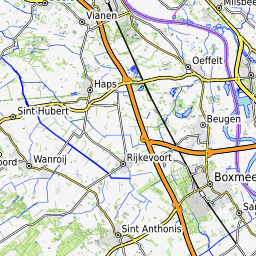 Vianen
Milsbee
Oeffelt
Haps
Sint Hubert
Beugen
Wanroij
Rijkevoort
Boxmee
Sint Anthonis